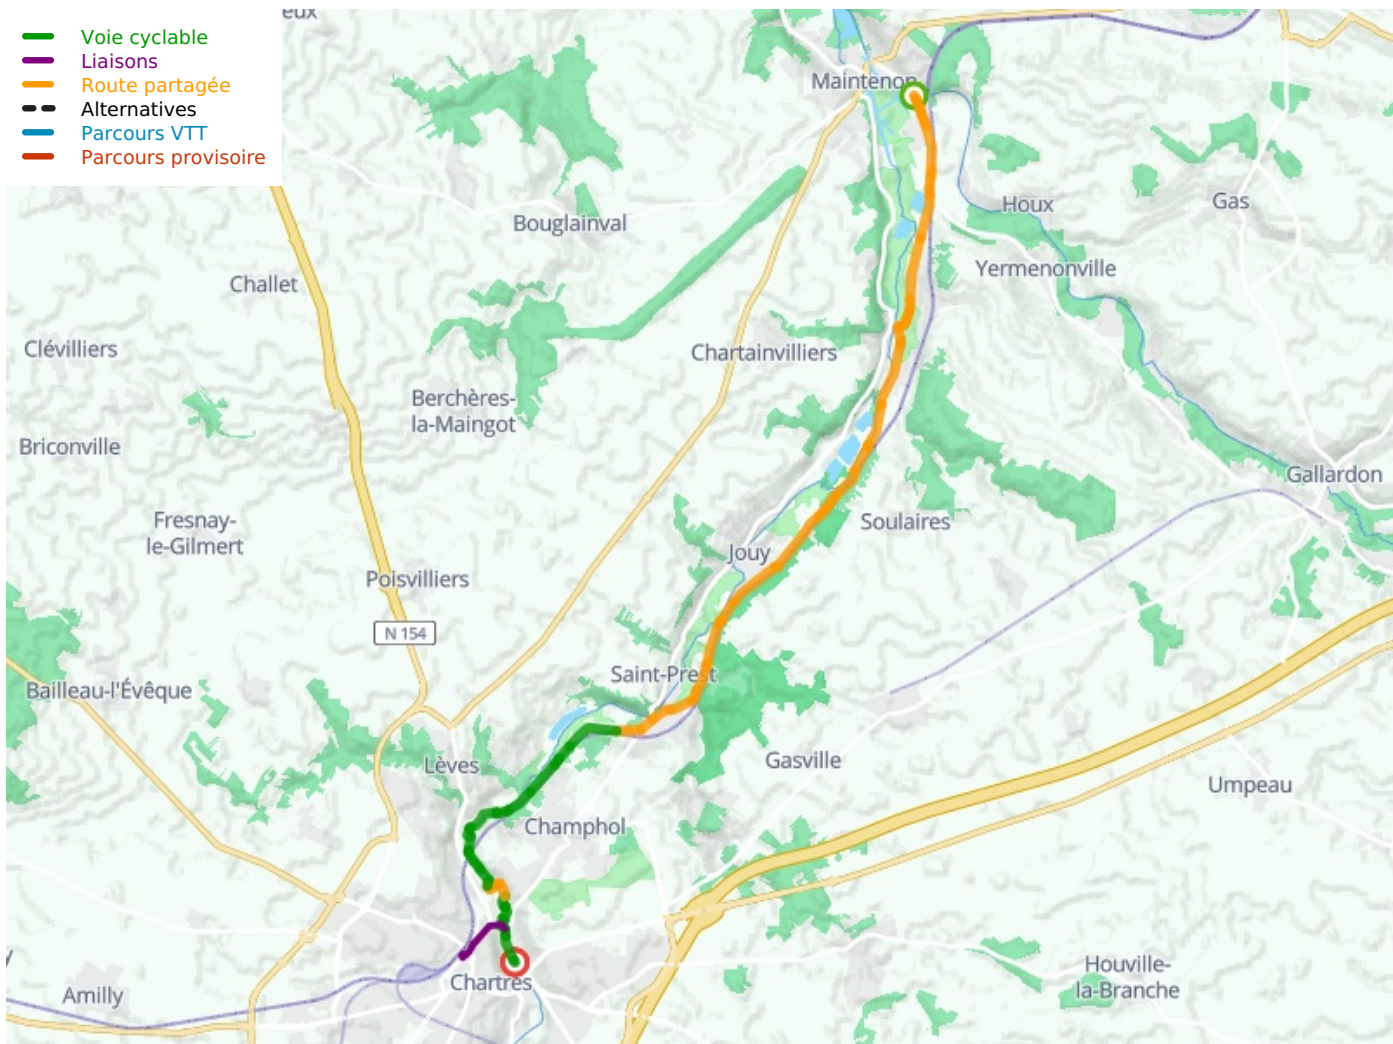 eux
Voie cyclable
Liaisons
Route partagée
Alternatives
Parcours VTT
Parcours provisoire
Maintenon
Bouglainval
Houx
Gas
Yermenonville
Challet
Clévilliers
Chartainvilliers
Berchères-
la-Maingot
Briconville
Gallardon
Fresnay-
le-Gilmert
Soulaires
Jouy
Poisvilliers
N 154
Saint-Prest
Bailleau-l'Évêque
Lèves
Gasville
Umpeau
Champhol
Chartres
Houville-
la-Branche
Amilly